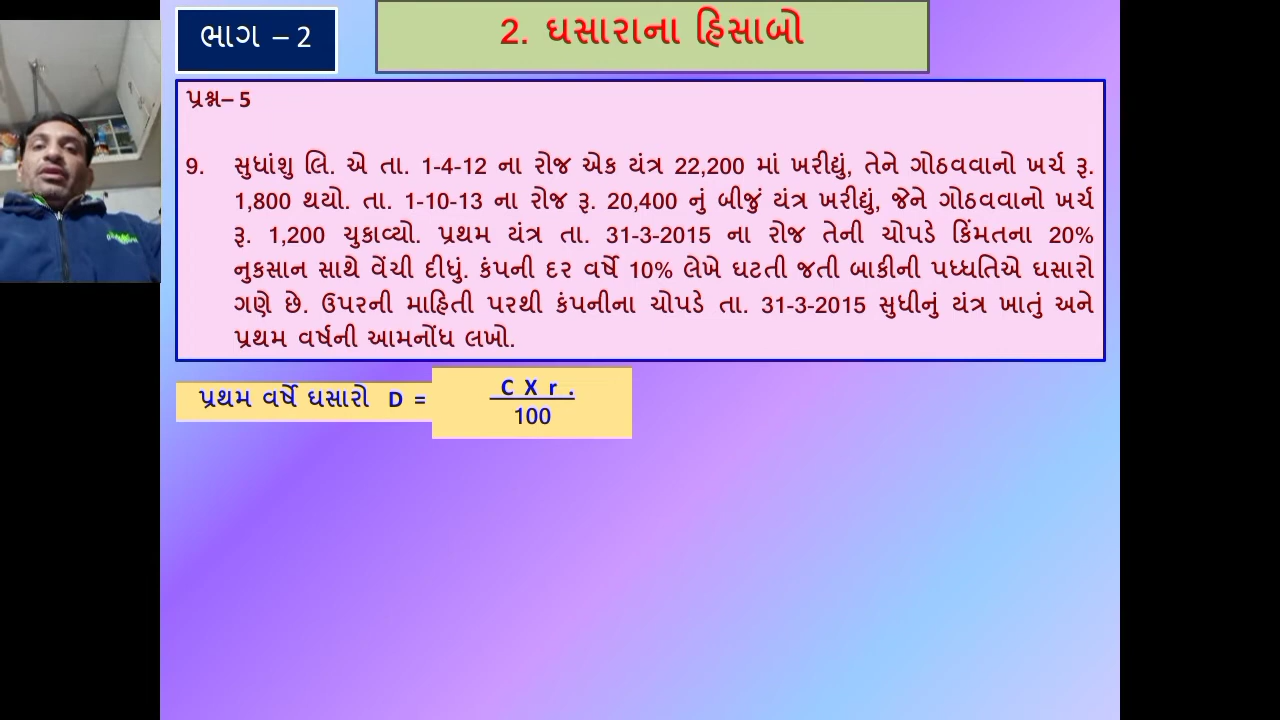 ભાગ – 2
2. ઘસારાના હિસાબો
પ્રશ્ન– 5
9. સુધાંશુ લિ. એ તા. 1-4-12 ના રોજ એક યંત્ર 22,200 માં ખરીદ્યું, તેને ગોઠવવાનો ખર્ચ રૂ.
1,800 થયો. તા. 1-10-13 ના રોજ રૂ. 20,400 નું બીજું યંત્ર ખરીદ્યું, જેને ગોઠવવાનો ખર્ચ
રૂ. 1,200 ચુકાવ્યો. પ્રથમ યંત્ર તા. 31-3-2015 ના રોજ તેની ચોપડે કિંમતના 20%
નુકસાન સાથે વેંચી દીધું. કંપની દર વર્ષે 10% લેખે ઘટતી જતી બાકીની પધ્ધતિએ ઘસારો
ગણે છે. ઉપરની માહિતી પરથી કંપનીના ચોપડે તા. 31-3-2015 સુધીનું યંત્ર ખાતું અને
પ્રથમ વર્ષની આમનોંધ લખો.
પ્રથમ વર્ષે ઘસારો D =
C X r .
100